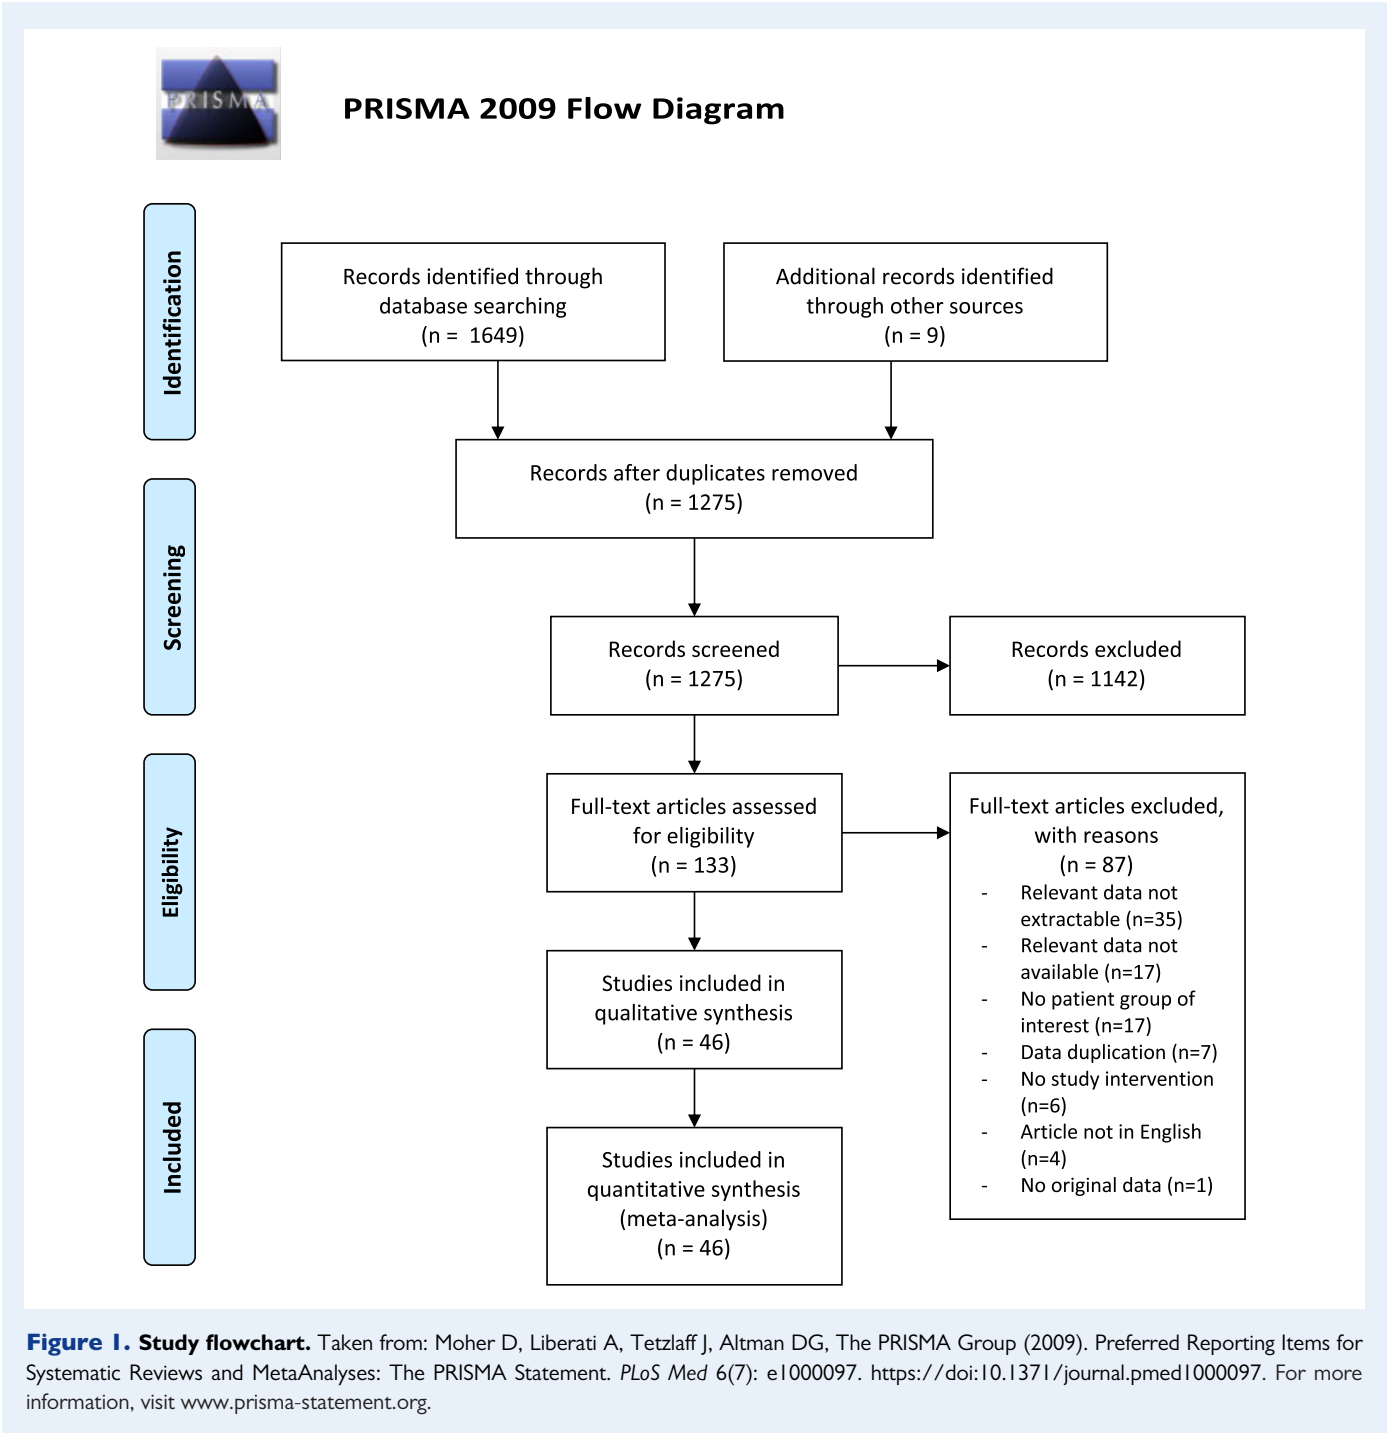 PRISMA
PRISMA 2009 Flow Diagram
Identification
Records identified through
database searching
(n =  1649)
Additional records identified
through other sources
(n = 9)
Records after duplicates removed
(n = 1275)
Screening
Records screened
(n = 1275)
Records excluded
(n = 1142)
Eligibility
Full-text articles assessed
for eligibility
(n = 133)
Full-text articles excluded,
with reasons
(n = 87)
- Relevant data not
extractable (n=35)
- Relevant data not
available (n=17)
- No patient group of
interest (n=17)
- Data duplication (n=7)
- No study intervention
(n=6)
- Article not in English
(n=4)
- No original data (n=1)
Studies included in
qualitative synthesis
(n = 46)
Included
Studies included in
quantitative synthesis
(meta-analysis)
(n = 46)
Figure 1. Study flowchart. Taken from: Moher D, Liberati A, Tetzlaff J, Altman DG, The PRISMA Group (2009). Preferred Reporting Items for
Systematic Reviews and MetaAnalyses: The PRISMA Statement. PLoS Med 6(7): e1000097. https://doi:10.1371/journal.pmed1000097. For more
information, visit www.prisma-statement.org.